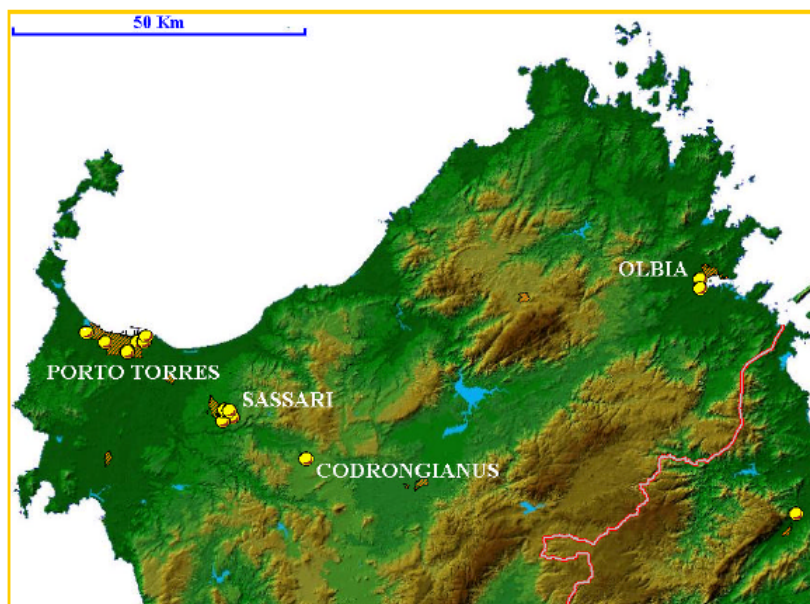 50 Km
OLBIA
PORTO TORRES
SASSARI
CODRONGIANUS